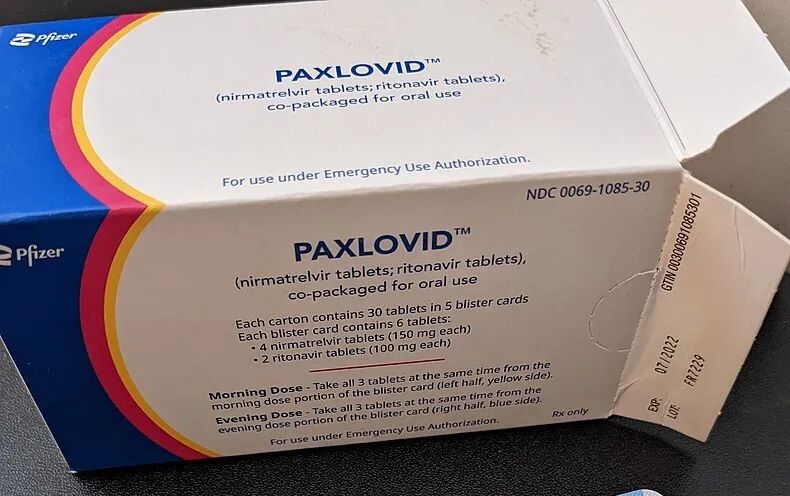 Pfizer
PAXLOVID™
(nirmatrelvir tablets; ritonavir tablets),
co-packaged for oral use
For use under Emergency Use Authorization.
NDC 0069-1085-30
Pfizer
PAXLOVID™
(nirmatrelvir tablets; ritonavir tablets),
co-packaged for oral use
Each carton contains 30 tablets in 5 blister cards
Each blister card contains 6 tablets:
• 4 nirmatrelvir tablets (150 mg each)
• 2 ritonavir tablets (100 mg each)
Morning Dose - Take all 3 tablets at the same time from the
morning dose portion of the blister card (left half, yellow side).
Evening Dose - Take all 3 tablets at the same time from the
evening dose portion of the blister card (right half, blue side).
For use under Emergency Use Authorization.
Rx only
GTIN 00300691085301
EXP: 07/2022
LOT: FR7229